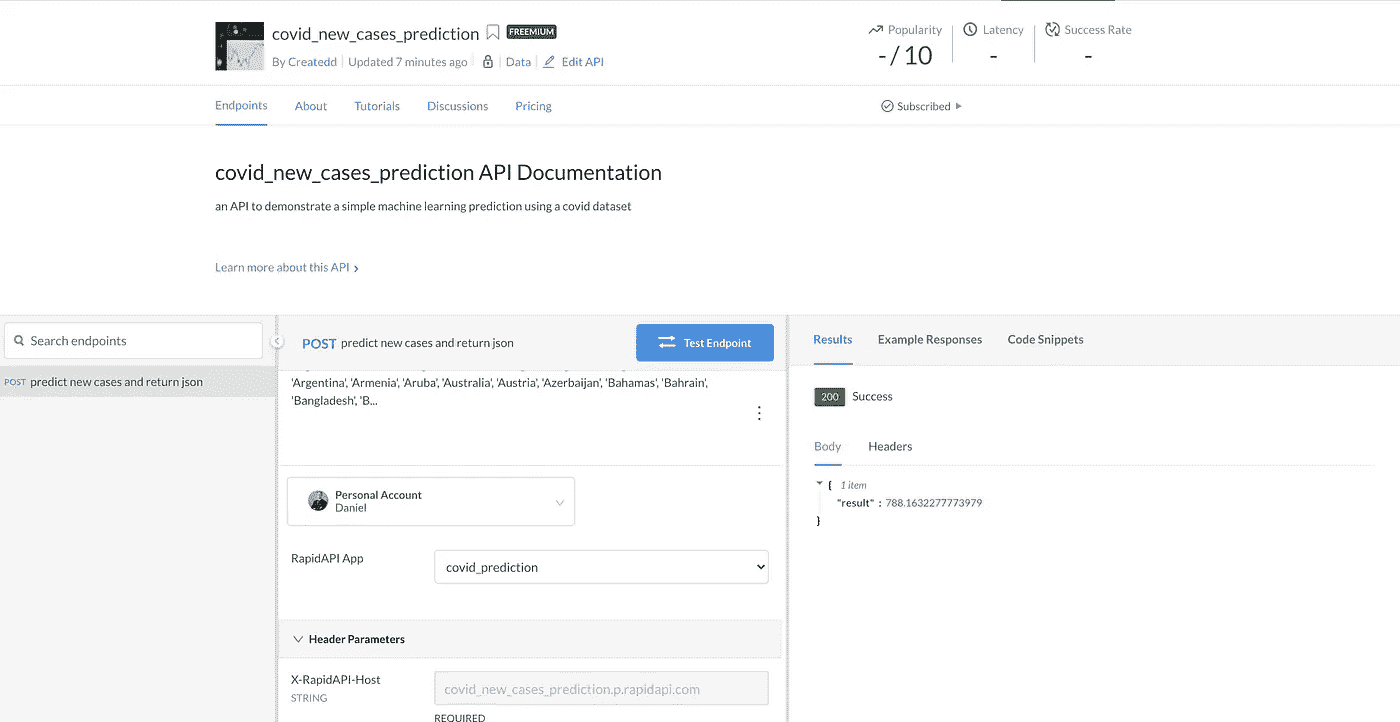 covid_new_cases_prediction FREEMIUM
By Createdd Updated 7 minutes ago Data Edit API
Popularity Latency Success Rate
- / 10 - -
Endpoints About Tutorials Discussions Pricing Subscribed
covid_new_cases_prediction API Documentation
an API to demonstrate a simple machine learning prediction using a covid dataset
Learn more about this API
Search endpoints
POST predict new cases and return json
POST predict new cases and return json
Test Endpoint
'Argentina', 'Armenia', 'Aruba', 'Australia', 'Austria', 'Azerbaijan', 'Bahamas', 'Bahrain',
'Bangladesh', 'B...
Personal Account
Daniel
RapidAPI App
covid_prediction
Header Parameters
X-RapidAPI-Host
STRING
covid_new_cases_prediction.p.rapidapi.com
REQUIRED
Results Example Responses Code Snippets
200 Success
Body Headers
{ 1 item
"result" : 788.1632277773979
}